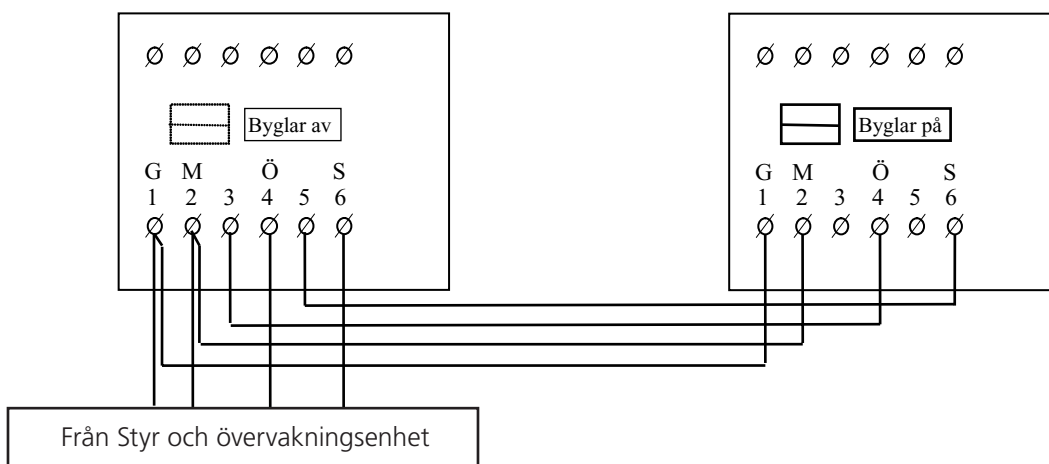 Byglar av
G M Ö S
1 2 3 4 5 6
Byglar på
G M Ö S
1 2 3 4 5 6
Från Styr och övervakningsenhet